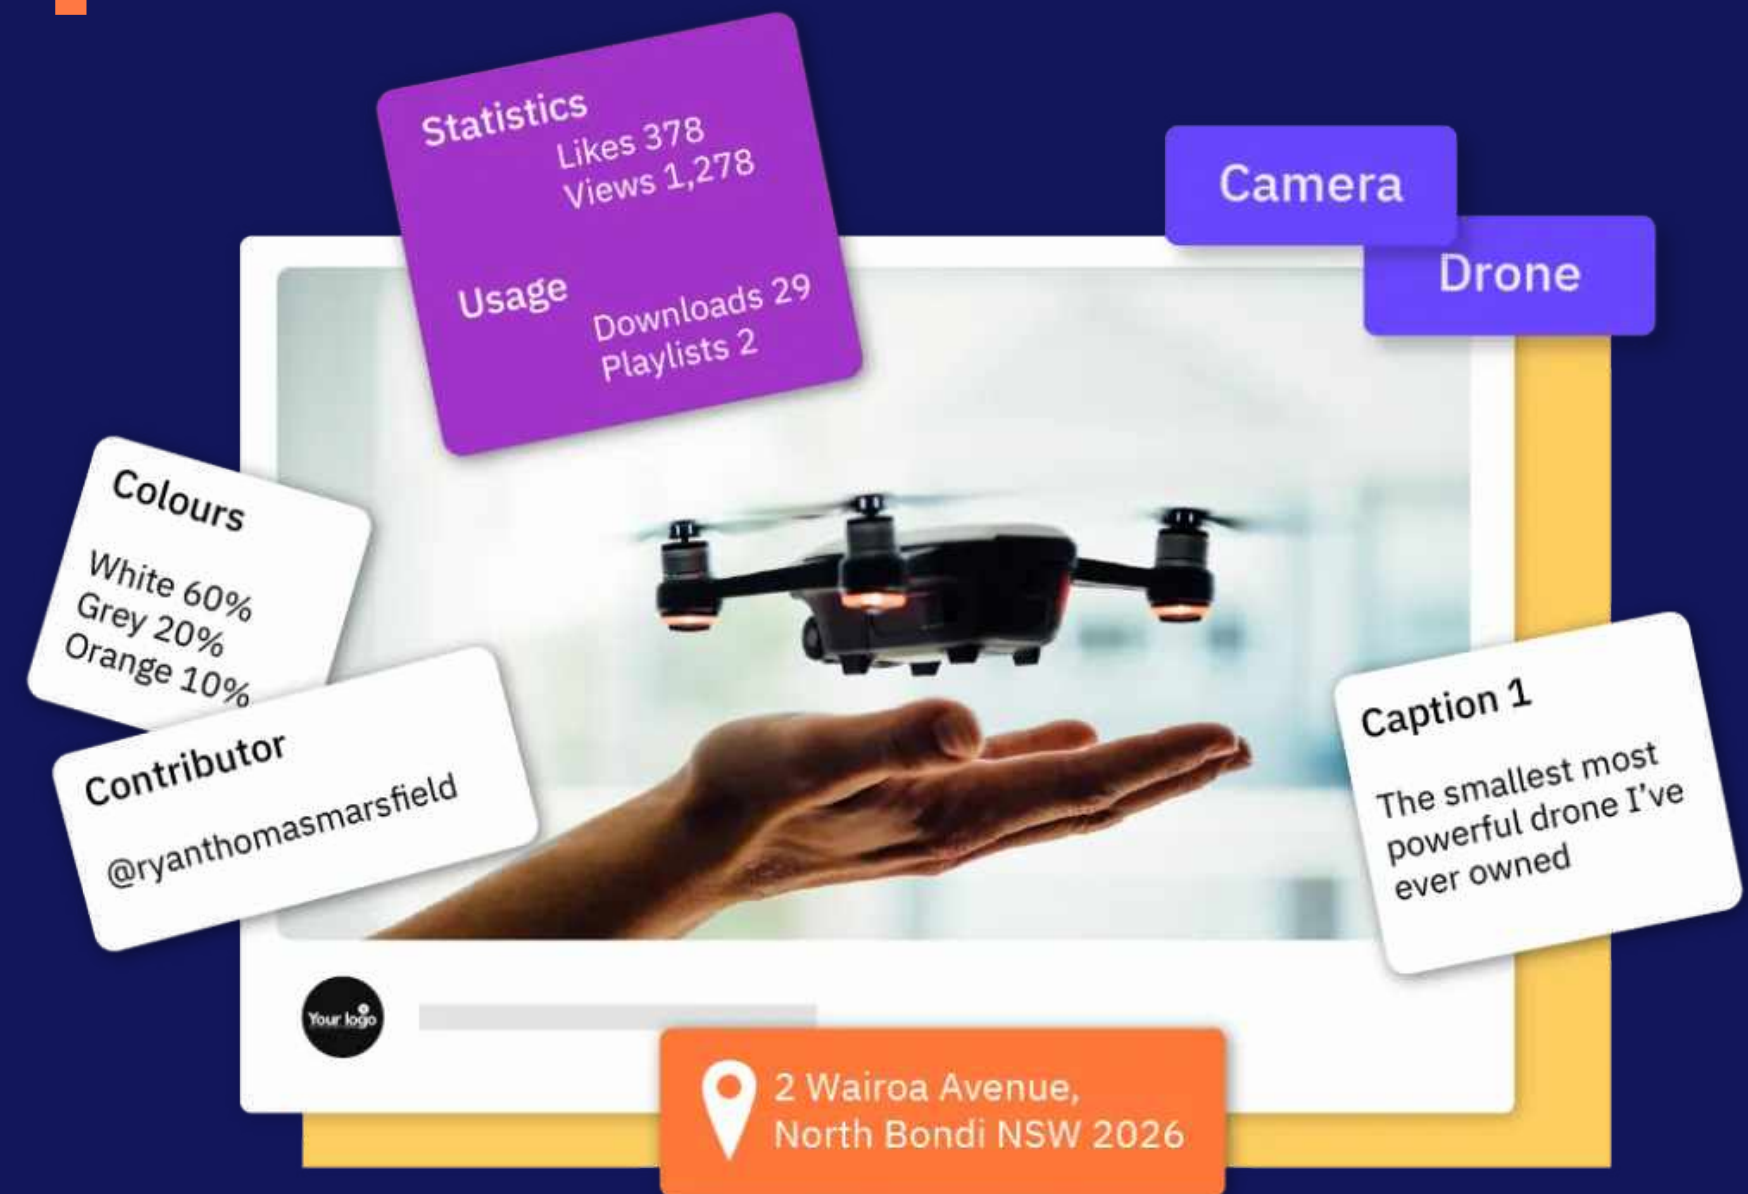 Statistics
Likes 378
Views 1,278
Usage
Downloads 29
Playlists 2
Camera
Drone
Colours
White 60%
Grey 20%
Orange 10%
Contributor
@ryanthomasmarsfield
Caption 1
The smallest most
powerful drone I’ve
ever owned
Your logo
2 Wairoa Avenue,
North Bondi NSW 2026